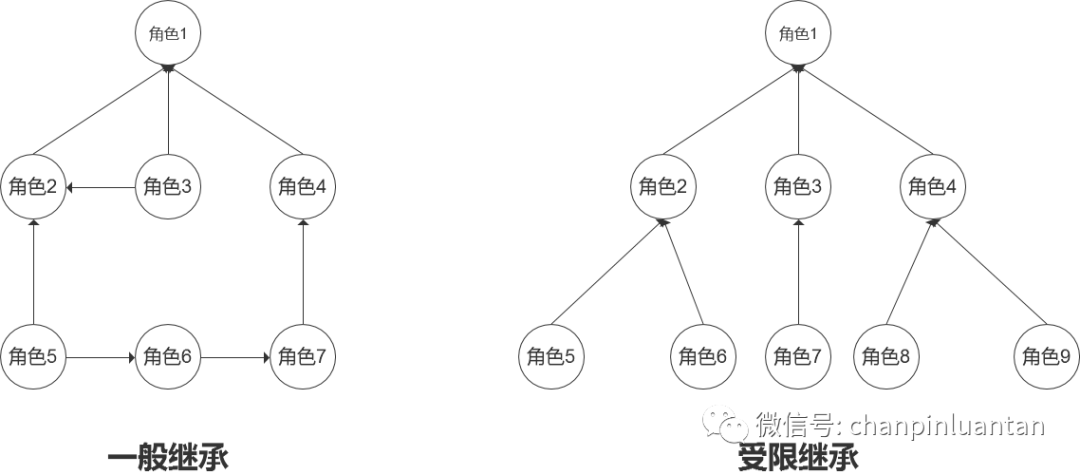 角色1
角色2
角色3
角色4
角色5
角色6
角色7
一般继承
角色1
角色2
角色3
角色4
角色5
角色6
角色7
角色8
角色9
微信号: chanpinluantan
受限继承